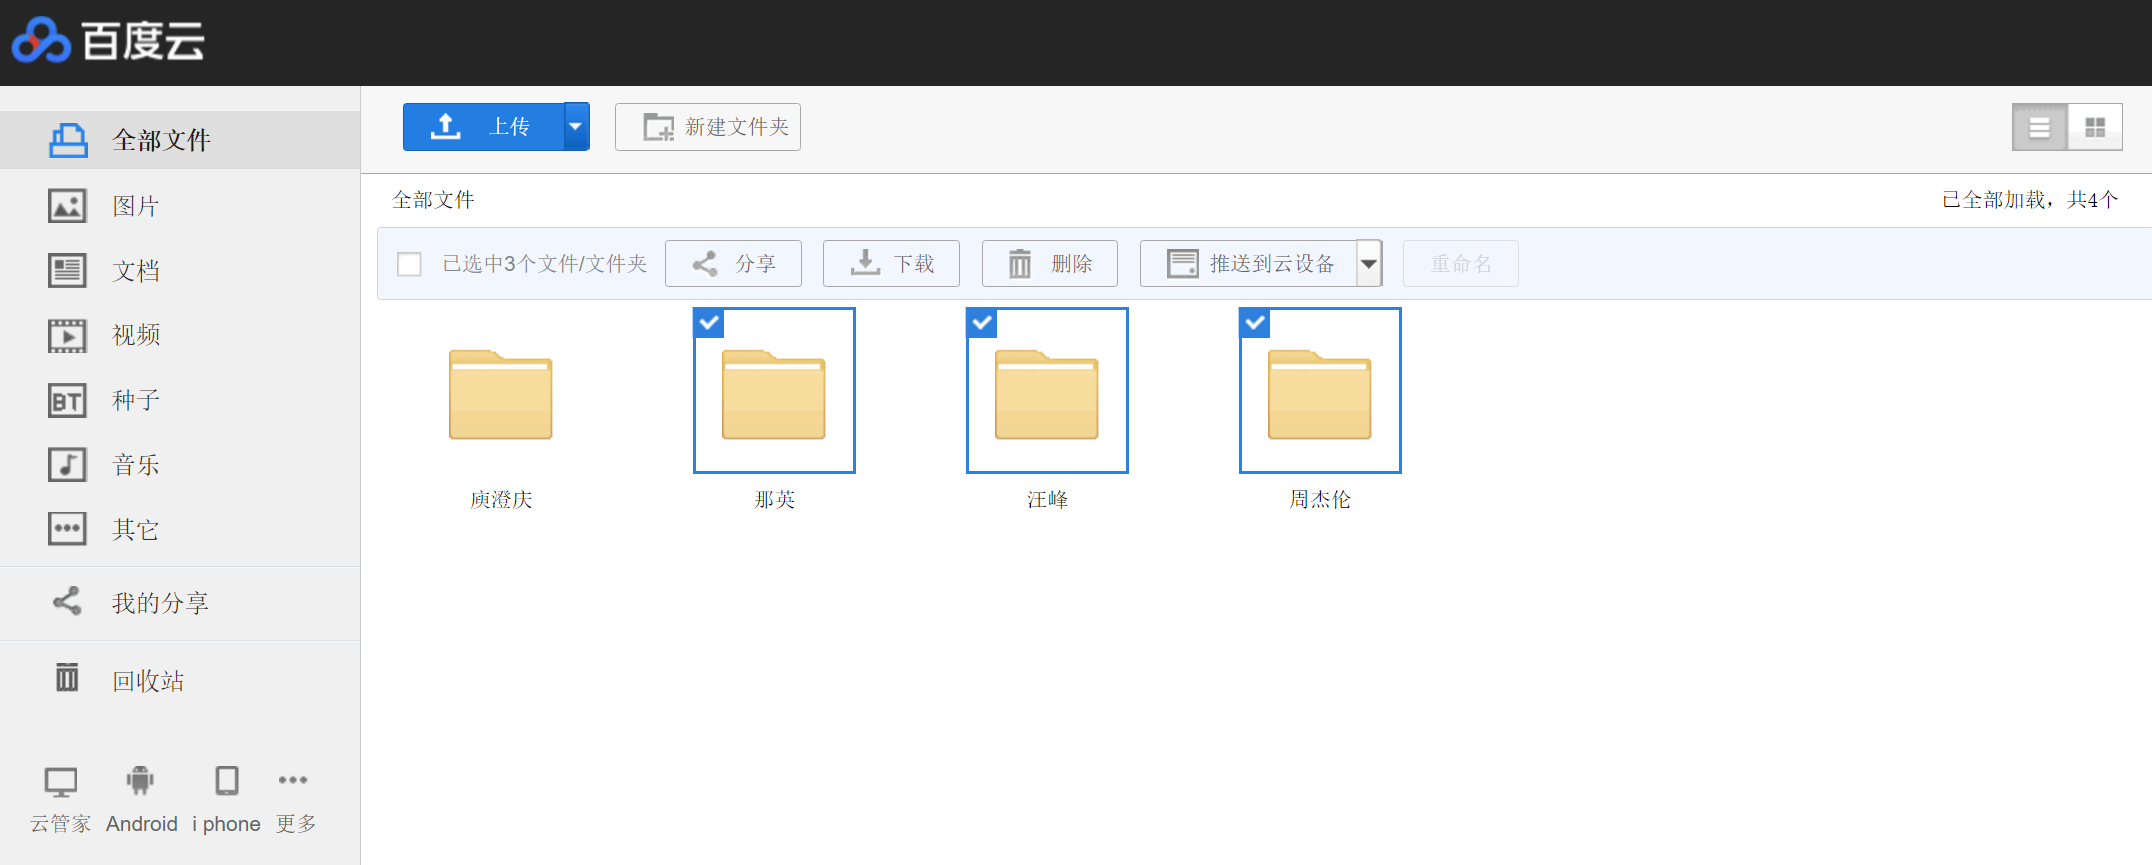 百度云
全部文件
图片
文档
视频
BT 种子
音乐
其它
我的分享
回收站
云管家 Android i phone 更多
上传 新建文件夹
全部文件 已全部加载，共4个
已选中3个文件/文件夹 分享 下载 删除 推送到云设备 重命名
庾澄庆 那英 汪峰 周杰伦